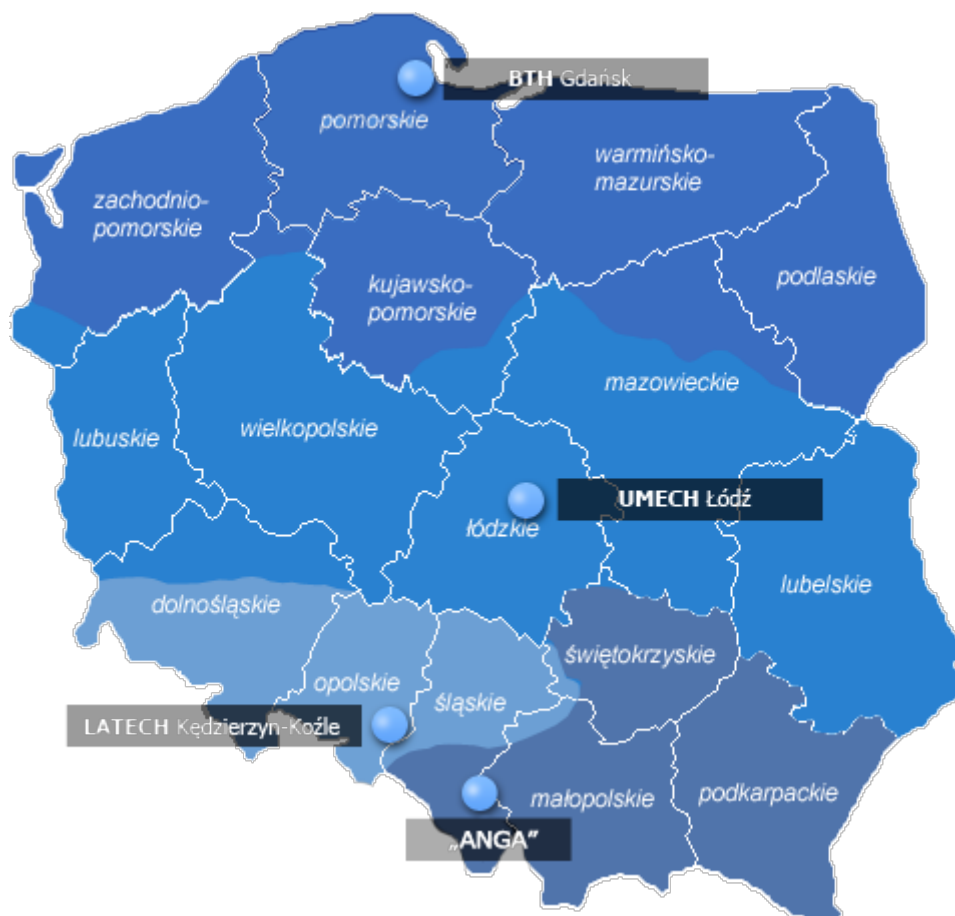 BTH Gdańsk
pomorskie
warmińsko-
mazurskie
zachodnio-
pomorskie
kujawsko-
pomorskie
podlaskie
mazowieckie
lubuskie
wielkopolskie
UMECH Łódź
łódzkie
lubelskie
dolnośląskie
świętokrzyskie
opolskie
śląskie
LATECH Kędzierzyn-Koźle
małopolskie
podkarpackie
„ANGA”